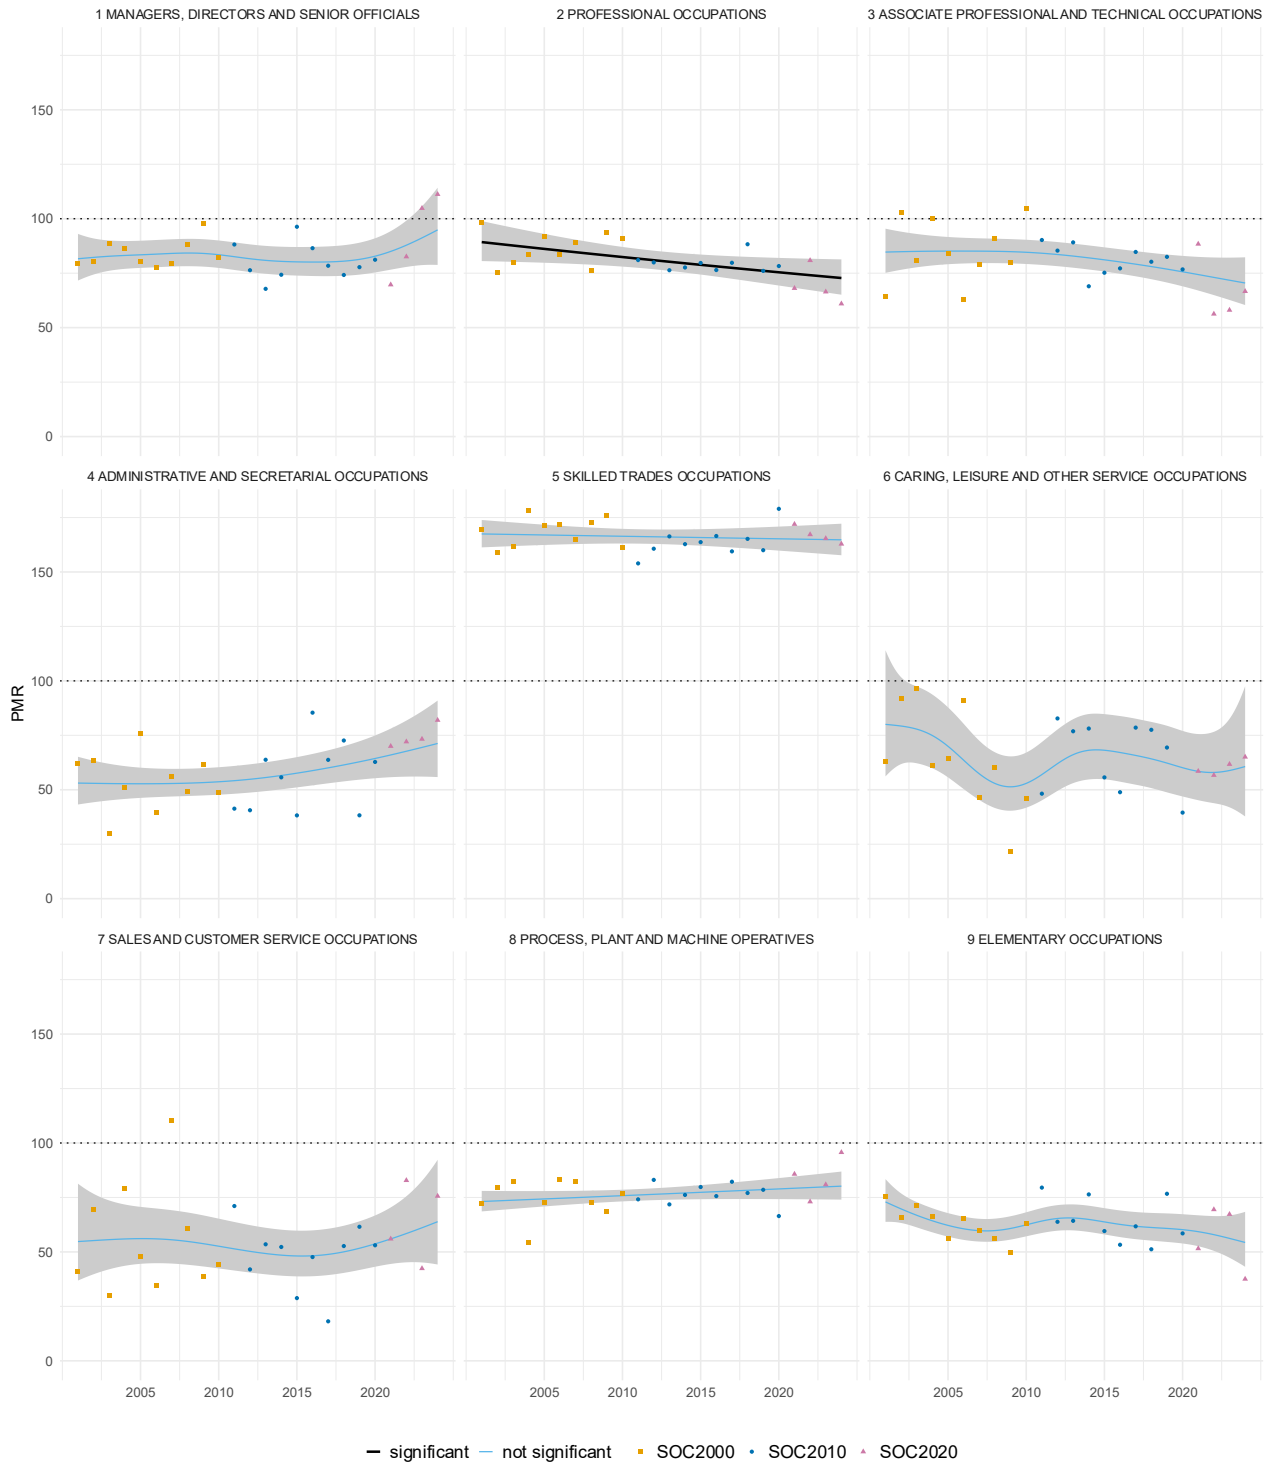 1 MANAGERS, DIRECTORS AND SENIOR OFFICIALS
2 PROFESSIONAL OCCUPATIONS
3 ASSOCIATE PROFESSIONAL AND TECHNICAL OCCUPATIONS
150
100
50
0
4 ADMINISTRATIVE AND SECRETARIAL OCCUPATIONS
5 SKILLED TRADES OCCUPATIONS
6 CARING, LEISURE AND OTHER SERVICE OCCUPATIONS
150
100
50
0
PMR
7 SALES AND CUSTOMER SERVICE OCCUPATIONS
8 PROCESS, PLANT AND MACHINE OPERATIVES
9 ELEMENTARY OCCUPATIONS
150
100
50
0
2005 2010 2015 2020
2005 2010 2015 2020
2005 2010 2015 2020
significant not significant SOC2000 SOC2010 SOC2020